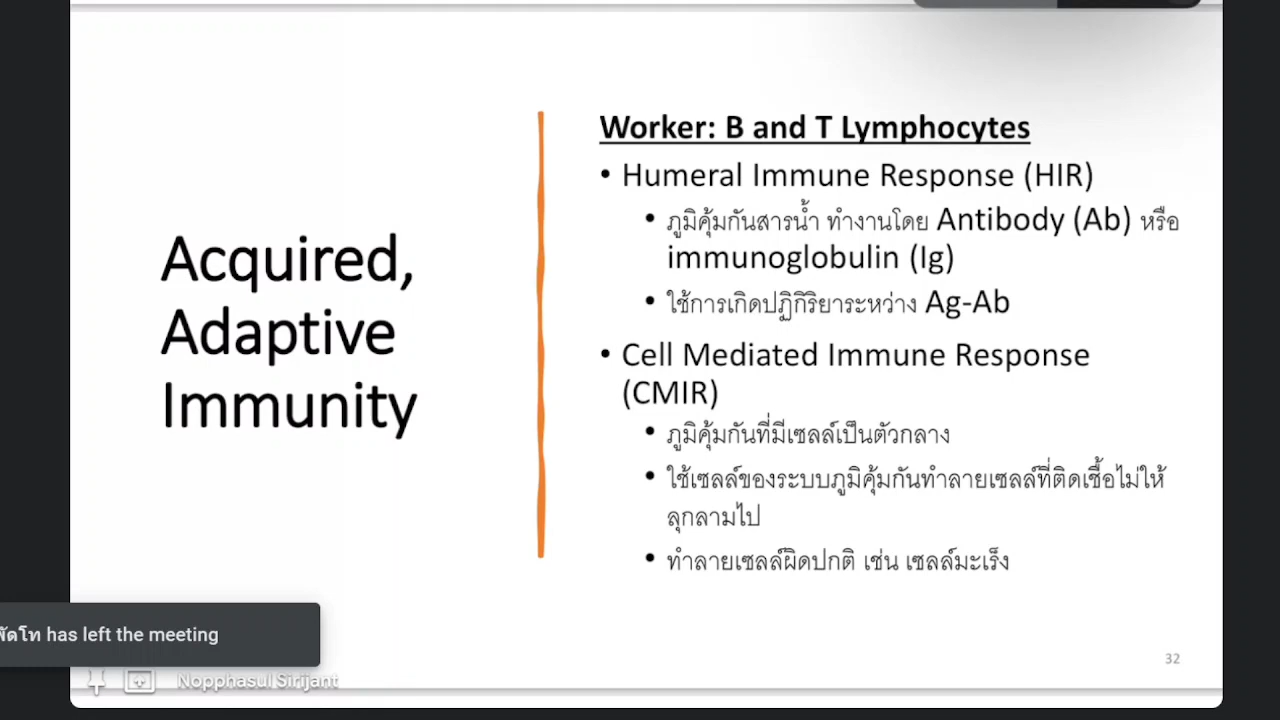 Acquired,
Adaptive
Immunity
Worker: B and T Lymphocytes
• Humeral Immune Response (HIR)
• ภูมิคุ้มกันสารน้ำ ทำงานโดย Antibody (Ab) หรือ
immunoglobulin (Ig)
• ใช้การเกิดปฏิกิริยาระหว่าง Ag-Ab
• Cell Mediated Immune Response
(CMIR)
• ภูมิคุ้มกันที่มีเซลล์เป็นตัวกลาง
• ใช้เซลล์ของระบบภูมิคุ้มกันทำลายเซลล์ที่ติดเชื้อไม่ให้
ลุกลามไป
• ทำลายเซลล์ผิดปกติ เช่น เซลล์มะเร็ง
has left the meeting
32
Nopphasul Sirijant